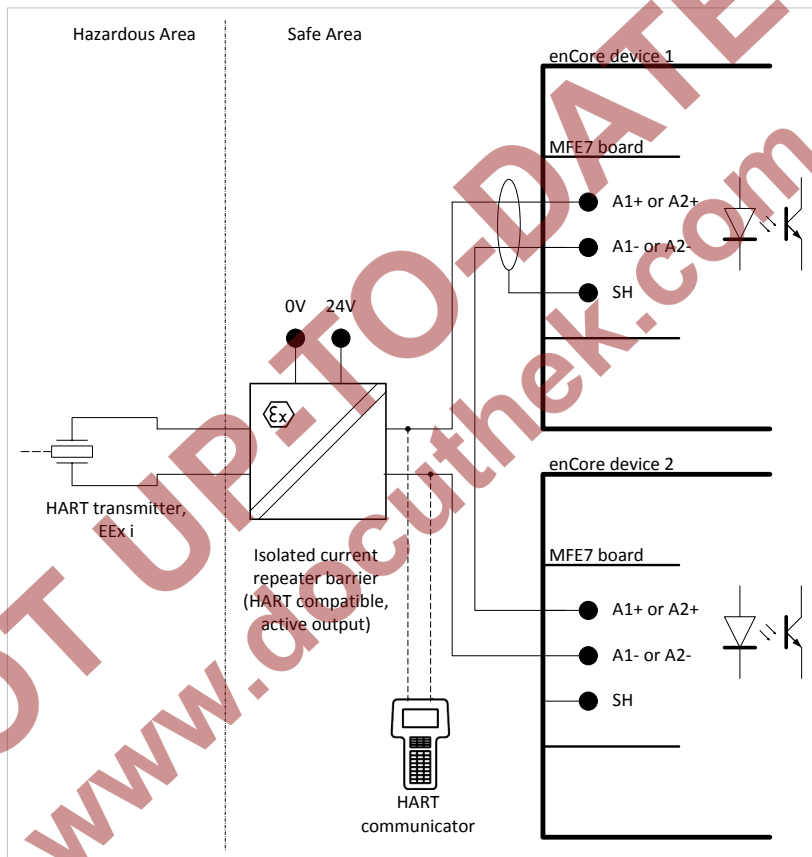 Hazardous Area
Safe Area
enCore device 1
MFE7 board
A1+ or A2+
A1- or A2-
SH
0V
24V
Ex
HART transmitter,
EEx i
Isolated current
repeater barrier
(HART compatible,
active output)
enCore device 2
MFE7 board
A1+ or A2+
A1- or A2-
SH
HART
communicator
NOT UP-TO-DATE
www.docuthek.com